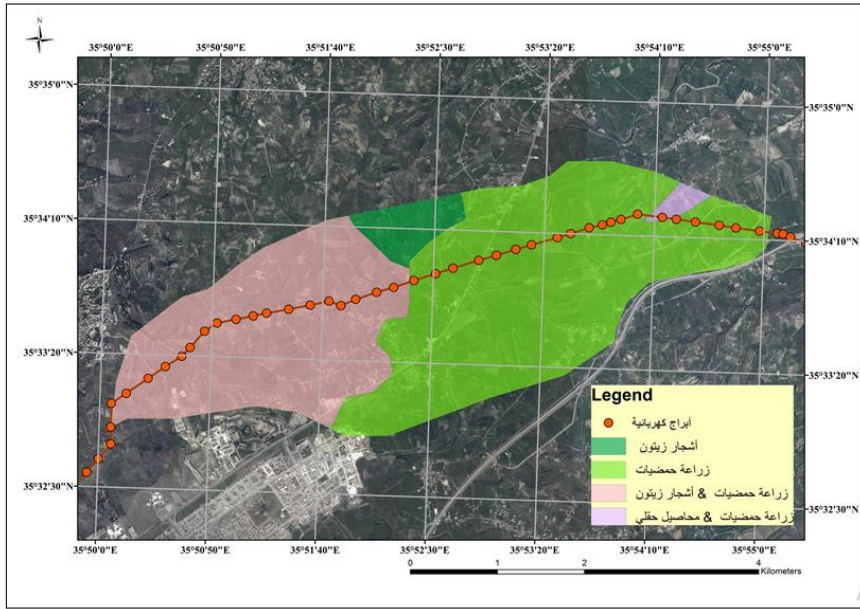 N
35°50'0"E 35°50'50"E 35°51'40"E 35°52'30"E 35°53'20"E 35°54'10"E 35°55'0"E
35°35'0"N 35°35'0"N
35°34'10"N 35°34'10"N
35°33'20"N 35°33'20"N
35°32'30"N 35°32'30"N
Legend
أبراج كهربائية
أشجار زيتون
زراعة حمضيات
زراعة حمضيات & أشجار زيتون
زراعة حمضيات & محاصيل حقلي
35°50'0"E 35°50'50"E 35°51'40"E 35°52'30"E 35°53'20"E 35°54'10"E 35°55'0"E
0 1 2 4
Kilometers